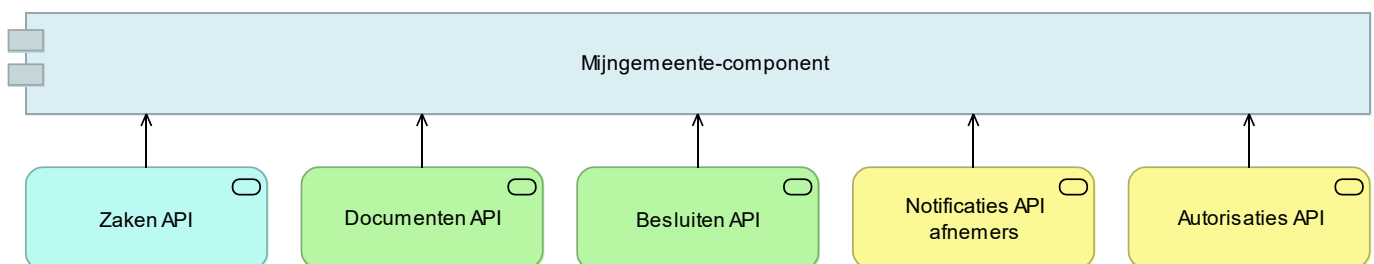 Mijngemeente-component
Zaken API
Documenten API
Besluiten API
Notificaties API
afnemers
Autorisaties API